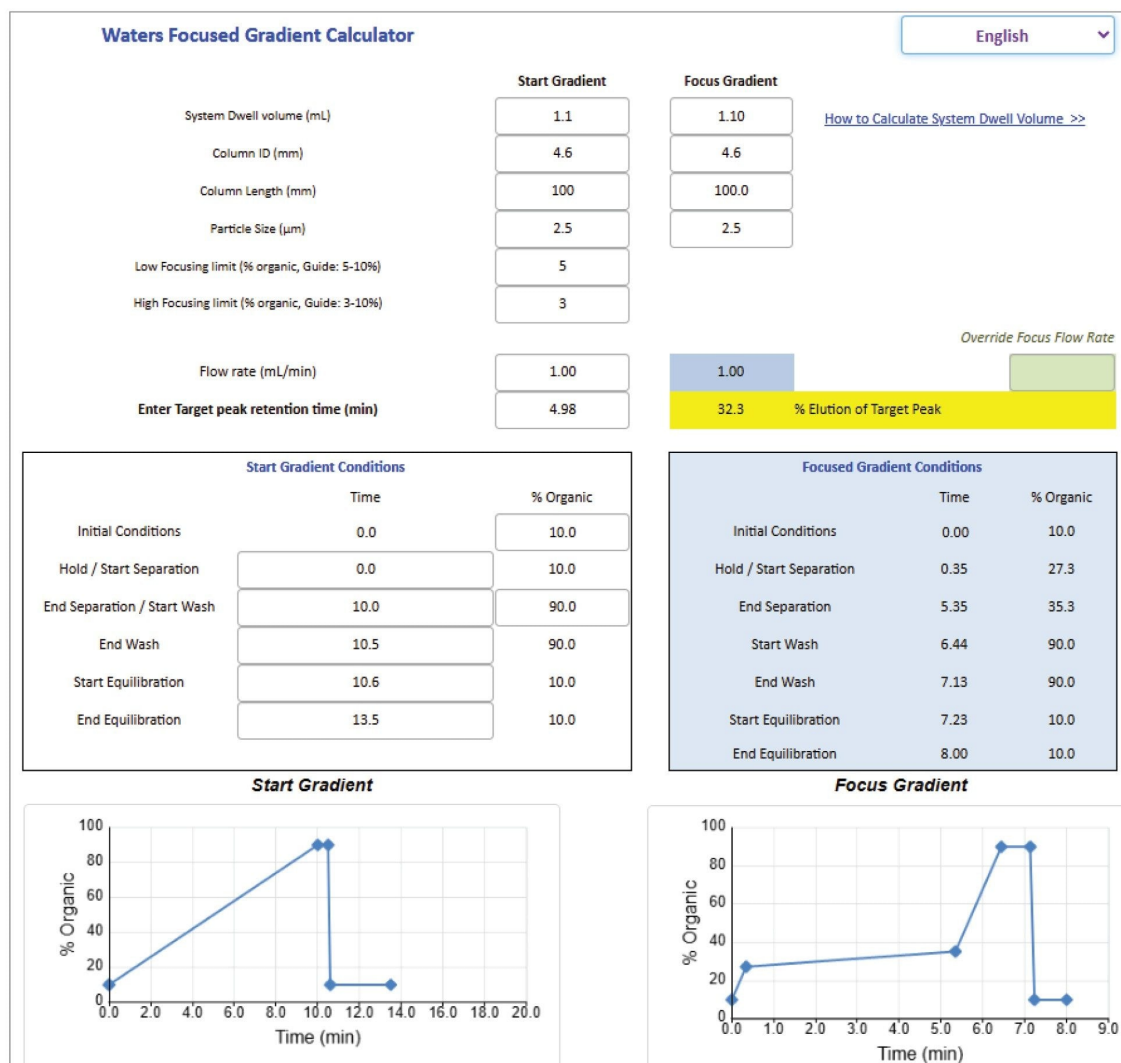 Waters Focused Gradient Calculator
English
Start Gradient Focus Gradient
System Dwell volume (mL) 1.1 1.10 How to Calculate System Dwell Volume >>
Column ID (mm) 4.6 4.6
Column Length (mm) 100 100.0
Particle Size (μm) 2.5 2.5
Low Focusing limit (% organic, Guide: 5-10%) 5
High Focusing limit (% organic, Guide: 3-10%) 3
Override Focus Flow Rate
Flow rate (mL/min) 1.00 1.00
Enter Target peak retention time (min) 4.98 32.3 % Elution of Target Peak
Start Gradient Conditions
Time % Organic
Initial Conditions 0.0 10.0
Hold / Start Separation 0.0 10.0
End Separation / Start Wash 10.0 90.0
End Wash 10.5 90.0
Start Equilibration 10.6 10.0
End Equilibration 13.5 10.0
Focused Gradient Conditions
Time % Organic
Initial Conditions 0.00 10.0
Hold / Start Separation 0.35 27.3
End Separation 5.35 35.3
Start Wash 6.44 90.0
End Wash 7.13 90.0
Start Equilibration 7.23 10.0
End Equilibration 8.00 10.0
Start Gradient
% Organic
100
80
60
40
20
0
0.0 2.0 4.0 6.0 8.0 10.0 12.0 14.0 16.0 18.0 20.0
Time (min)
Focus Gradient
% Organic
100
80
60
40
20
0
0.0 1.0 2.0 3.0 4.0 5.0 6.0 7.0 8.0 9.0
Time (min)